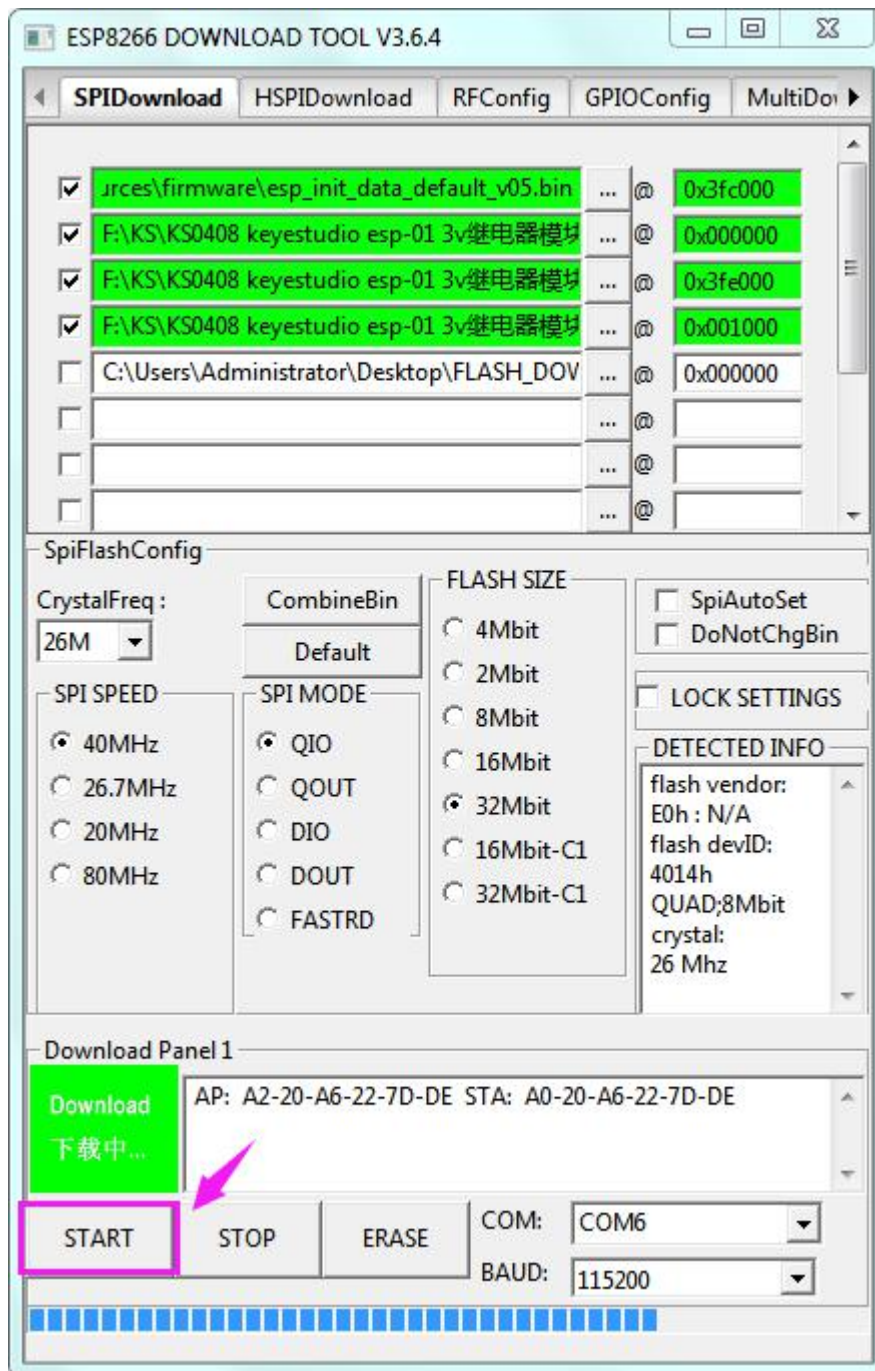 ESP8266 DOWNLOAD TOOL V3.6.4
SPIDownload HSPIDownload RFConfig GPIOConfig MultiDov
ırces\firmware\esp_init_data_default_v05.bin ... @ 0x3fc000
F:\KS\KS0408 keyestudio esp-01 3v继电器模块 ... @ 0x000000
F:\KS\KS0408 keyestudio esp-01 3v继电器模块 ... @ 0x3fe000
F:\KS\KS0408 keyestudio esp-01 3v继电器模块 ... @ 0x001000
C:\Users\Administrator\Desktop\FLASH_DOV ... @ 0x000000
... @
... @
... @
SpiFlashConfig
CrystalFreq :
26M
CombineBin
Default
SPI SPEED
40MHz
26.7MHz
20MHz
80MHz
SPI MODE
QIO
QOUT
DIO
DOUT
FASTRD
FLASH SIZE
4Mbit
2Mbit
8Mbit
16Mbit
32Mbit
16Mbit-C1
32Mbit-C1
SpiAutoSet
DoNotChgBin
LOCK SETTINGS
DETECTED INFO
flash vendor:
E0h : N/A
flash devID:
4014h
QUAD;8Mbit
crystal:
26 Mhz
Download Panel 1
Download
下载中...
AP: A2-20-A6-22-7D-DE STA: A0-20-A6-22-7D-DE
START STOP ERASE
COM: COM6
BAUD: 115200